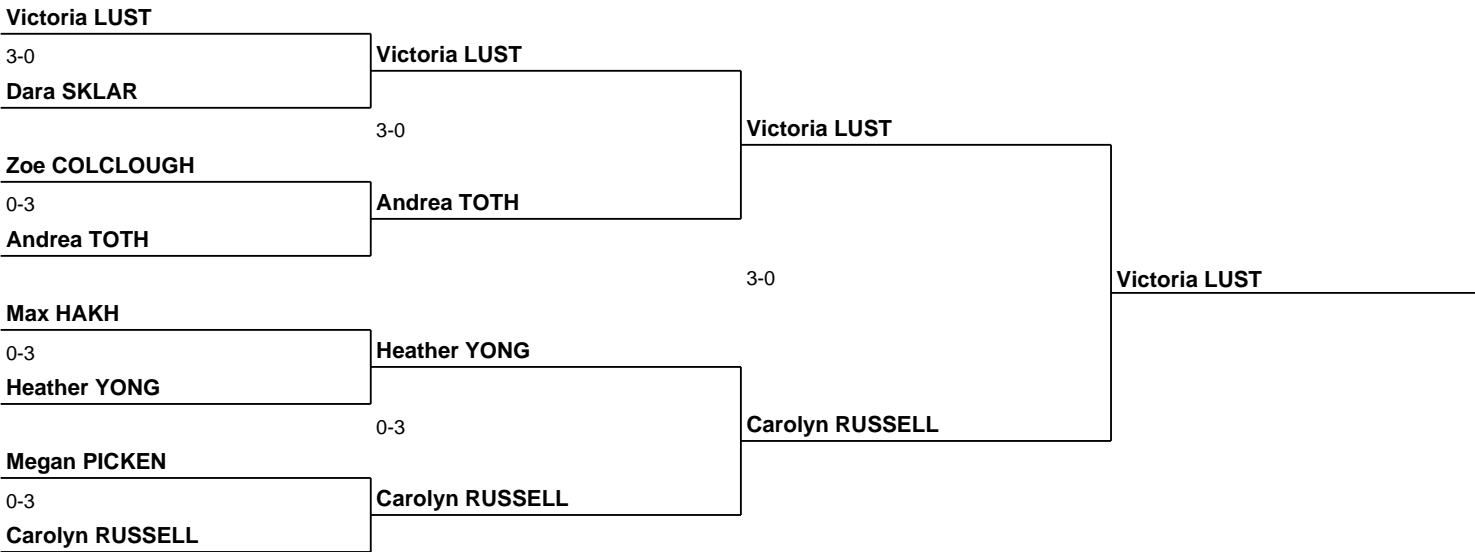 Victoria LUST
3-0
Victoria LUST
Dara SKLAR
3-0
Victoria LUST
Zoe COLCLOUGH
0-3
Andrea TOTH
Andrea TOTH
3-0
Victoria LUST
Max HAKH
0-3
Heather YONG
Heather YONG
0-3
Carolyn RUSSELL
Megan PICKEN
0-3
Carolyn RUSSELL
Carolyn RUSSELL